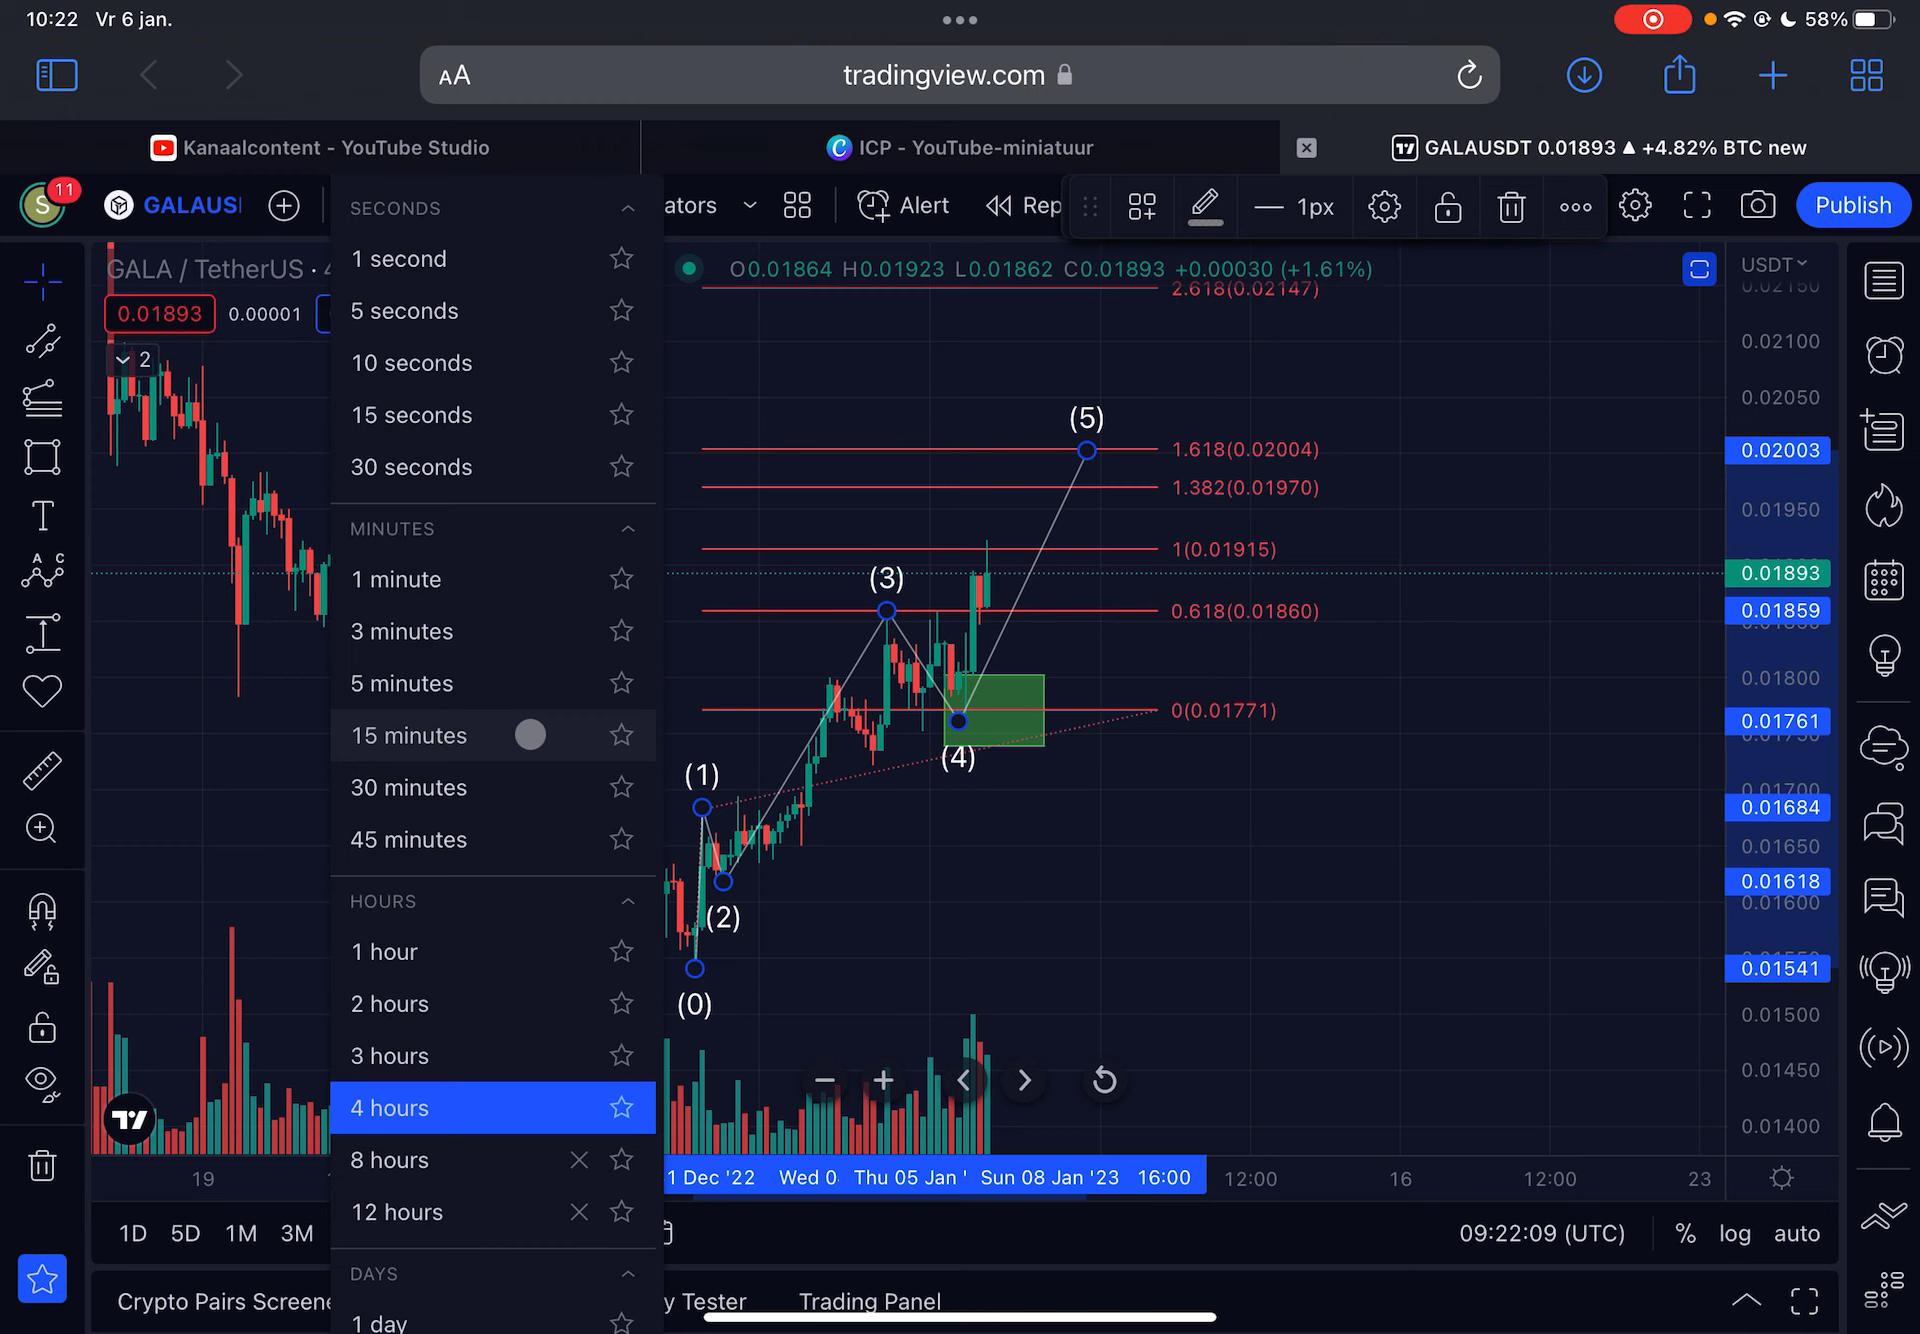 10:22 Vr 6 jan.
58%
AA
tradingview.com
Kanaalcontent - YouTube Studio
ICP - YouTube-miniatuur
GALAUSDT 0.01893 ▲ +4.82% BTC new
S
11
GALAUS
ators
Alert
Rep
1px
Publish
GALA / TetherUS · 4
0.01893
0.00001
2
SECONDS
1 second
5 seconds
10 seconds
15 seconds
30 seconds
MINUTES
1 minute
3 minutes
5 minutes
15 minutes
30 minutes
45 minutes
HOURS
1 hour
2 hours
3 hours
4 hours
8 hours
12 hours
DAYS
1 day
O0.01864 H0.01923 L0.01862 C0.01893 +0.00030 (+1.61%)
2.618(0.02147)
(5)
1.618(0.02004)
1.382(0.01970)
1(0.01915)
(3)
0.618(0.01860)
0(0.01771)
(4)
(1)
(2)
(0)
USDT
0.02150
0.02100
0.02050
0.02003
0.01950
0.01893
0.01859
0.01800
0.01761
0.01750
0.01700
0.01684
0.01650
0.01618
0.01600
0.01541
0.01500
0.01450
0.01400
19
1 Dec '22
Wed 0
Thu 05 Jan '
Sun 08 Jan '23 16:00
12:00
16
12:00
23
1D 5D 1M 3M
09:22:09 (UTC)
% log auto
Crypto Pairs Screene
y Tester
Trading Panel